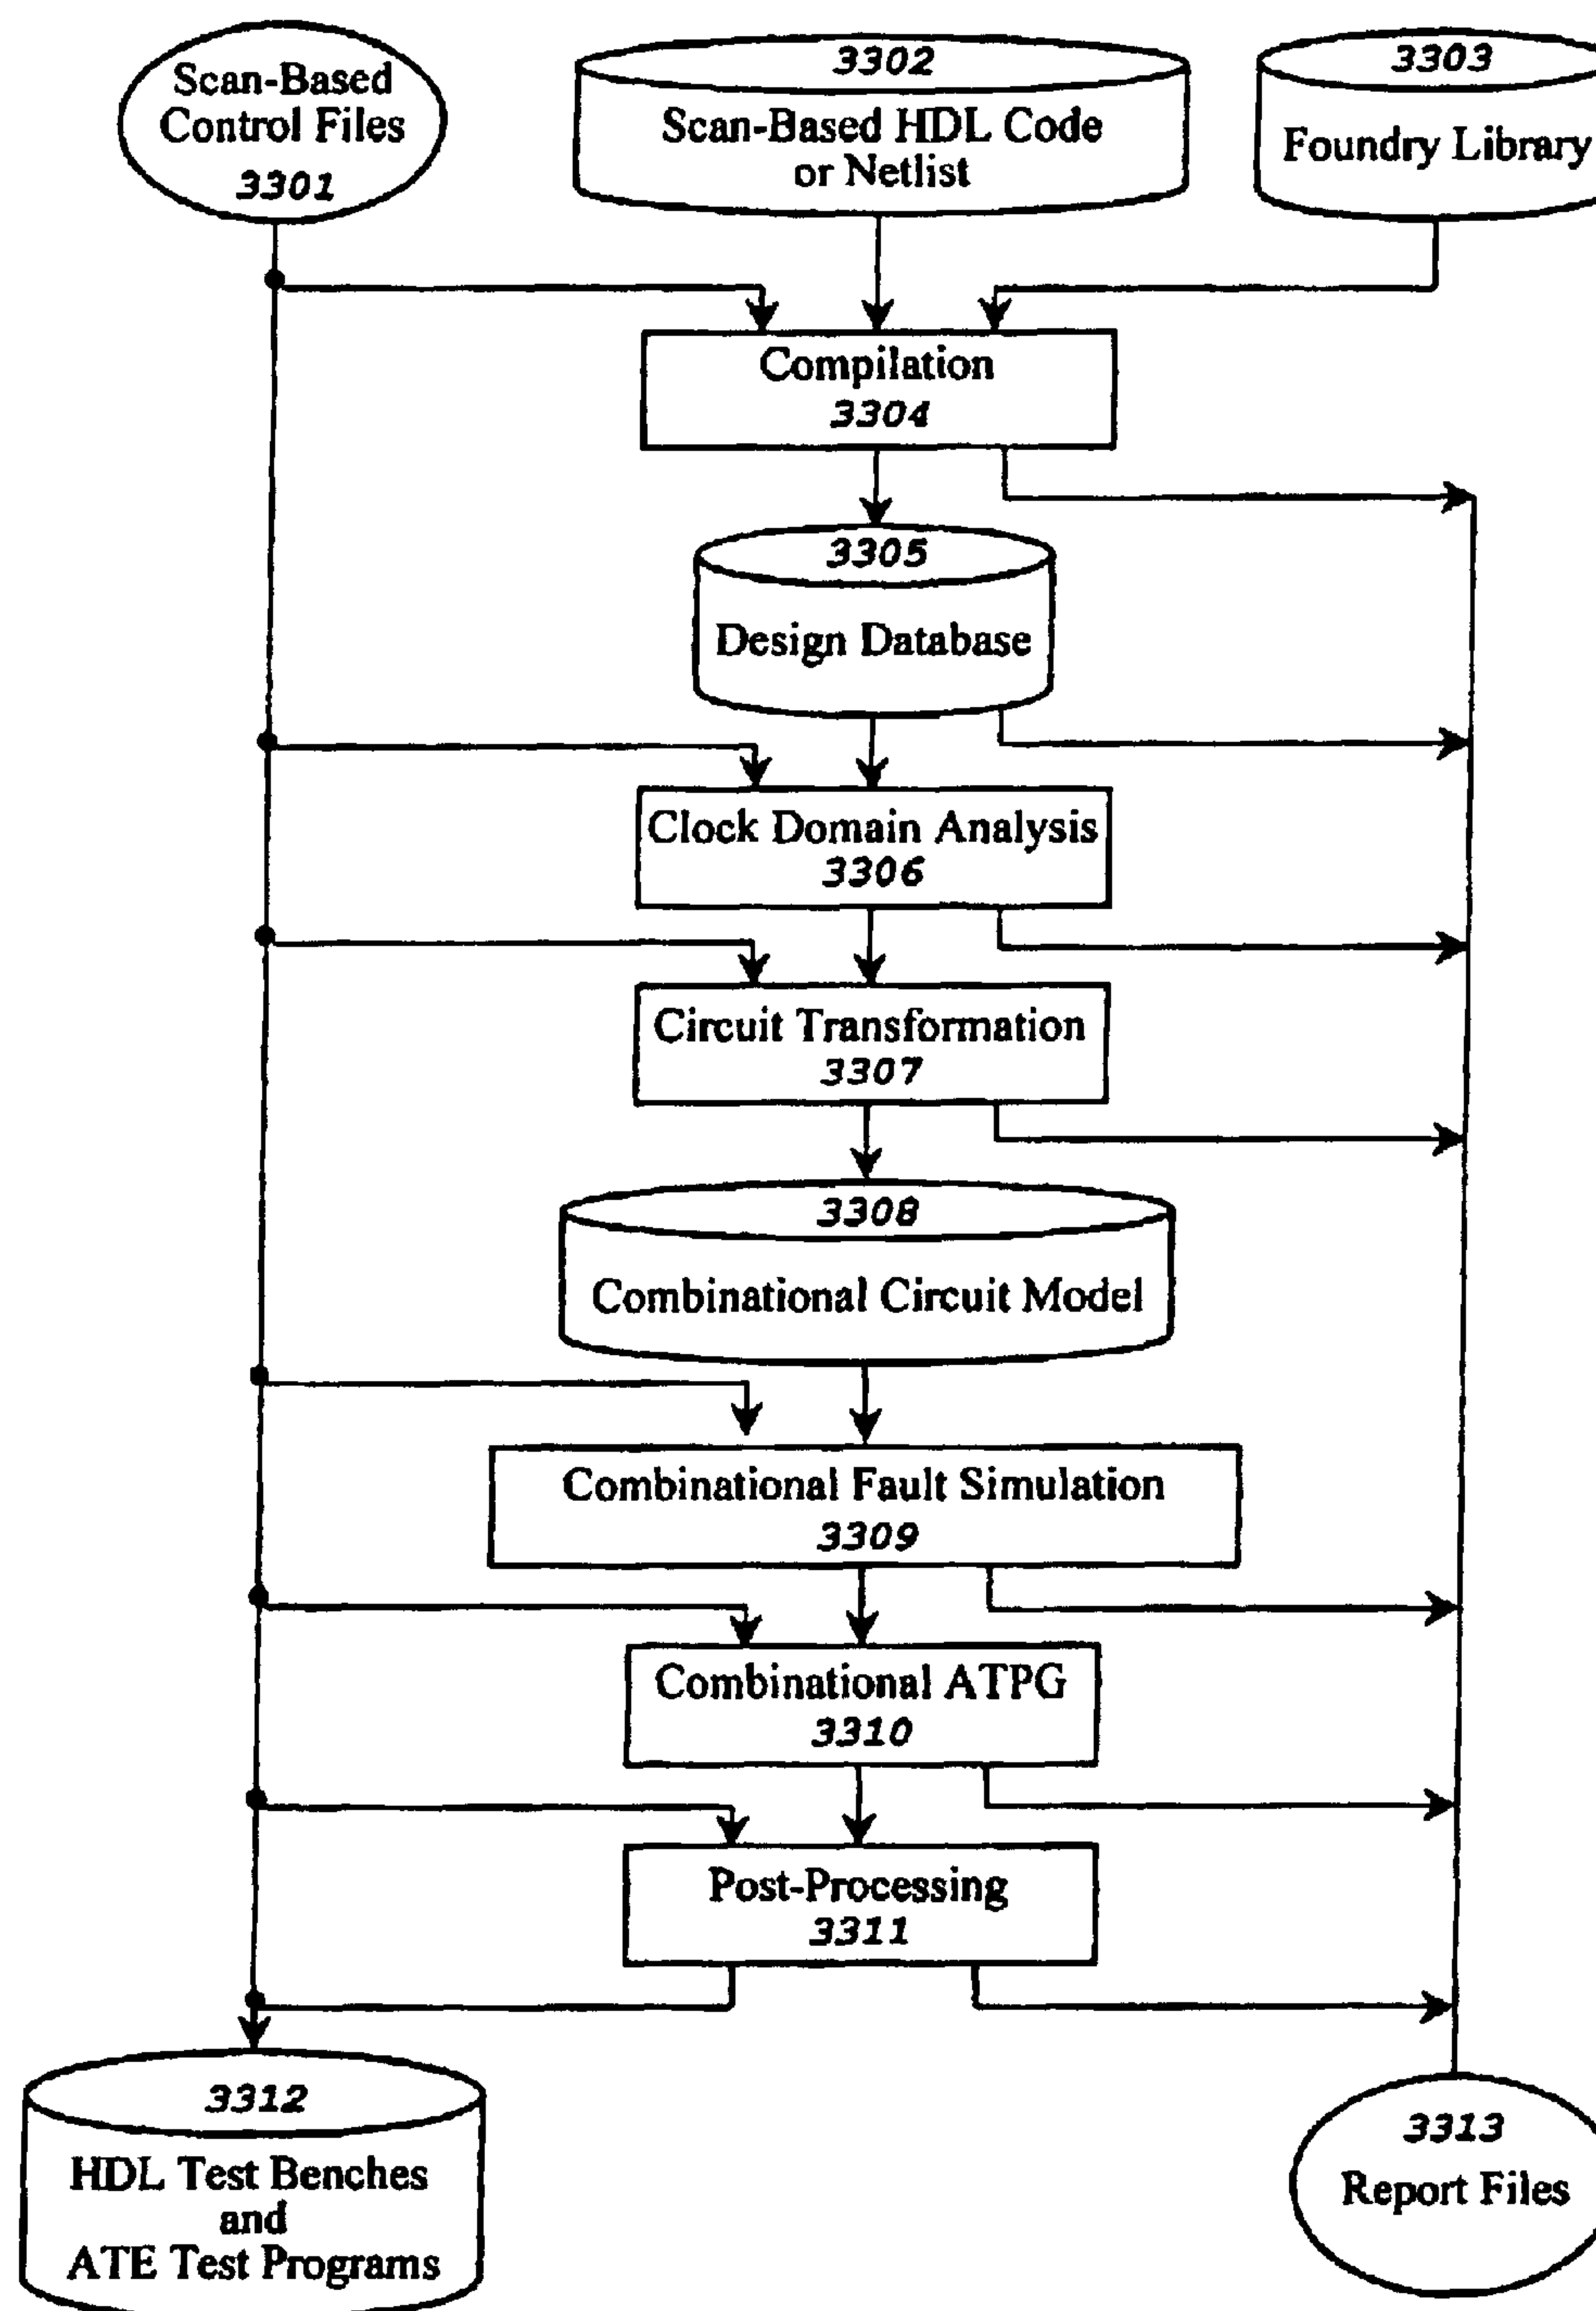 Scan-Based
Control Files
3301
3302
Scan-Based HDL Code
or Netlist
3303
Foundry Library
Compilation
3304
3305
Design Database
Clock Domain Analysis
3306
Circuit Transformation
3307
3308
Combinational Circuit Model
Combinational Fault Simulation
3309
Combinational ATPG
3310
Post-Processing
3311
3312
HDL Test Benches
and
ATE Test Programs
3313
Report Files